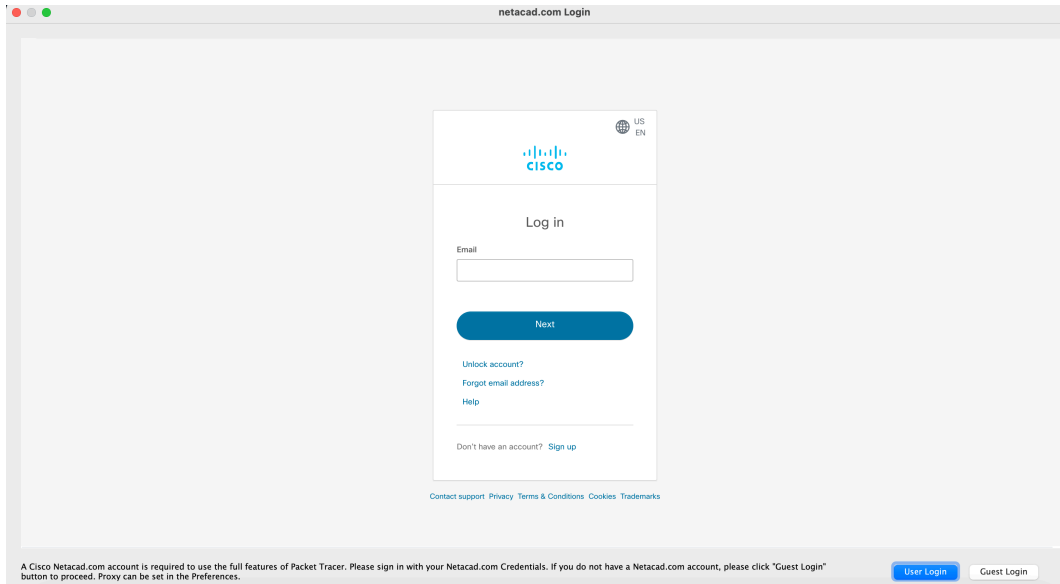 netacad.com Login
US
EN
CISCO
Log in
Email
Next
Unlock account?
Forgot email address?
Help
Don't have an account? Sign up
Contact support Privacy Terms & Conditions Cookies Trademarks
A Cisco Netacad.com account is required to use the full features of Packet Tracer. Please sign in with your Netacad.com Credentials. If you do not have a Netacad.com account, please click "Guest Login"
button to proceed. Proxy can be set in the Preferences.
User Login Guest Login